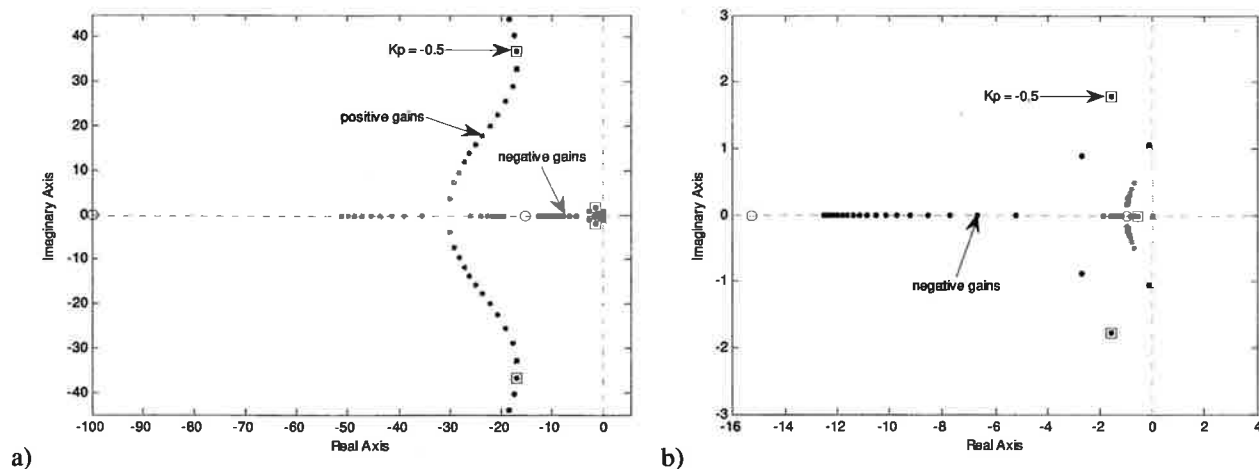 Kp = -0.5
positive gains
negative gains
Imaginary Axis
40
30
20
10
0
-10
-20
-30
-40
-100 -90 -80 -70 -60 -50 -40 -30 -20 -10 0
Real Axis
a)
Kp = -0.5
negative gains
Imaginary Axis
3
2
1
0
-1
-2
-3
-16 -14 -12 -10 -8 -6 -4 -2 0 2 4
Real Axis
b)